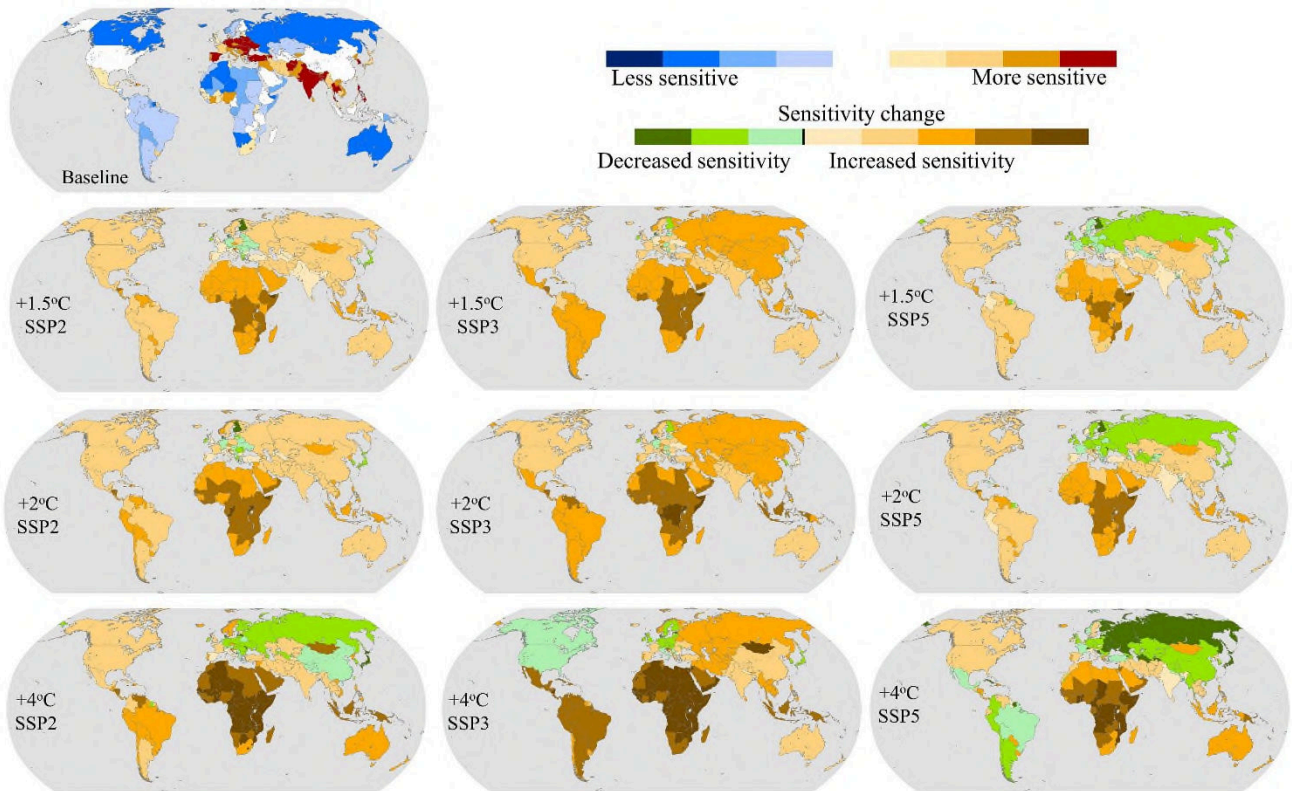 Less sensitive
More sensitive
Sensitivity change
Decreased sensitivity
Increased sensitivity
Baseline
+1.5°C
SSP2
+1.5°C
SSP3
+1.5°C
SSP5
+2°C
SSP2
+2°C
SSP3
+2°C
SSP5
+4°C
SSP2
+4°C
SSP3
+4°C
SSP5